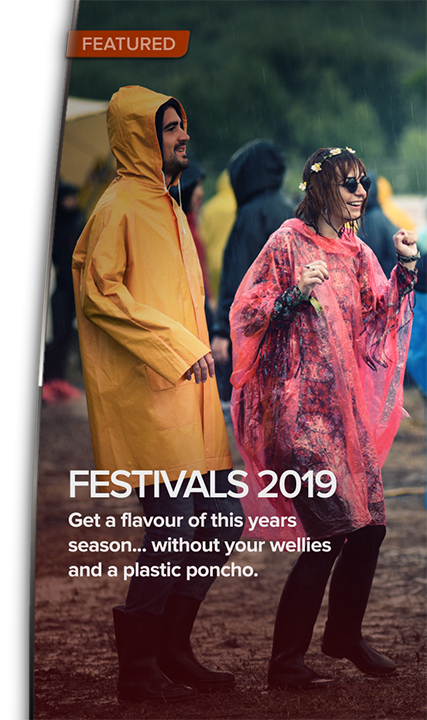 FEATURED
FESTIVALS 2019
Get a flavour of this years
season... without your wellies
and a plastic poncho.